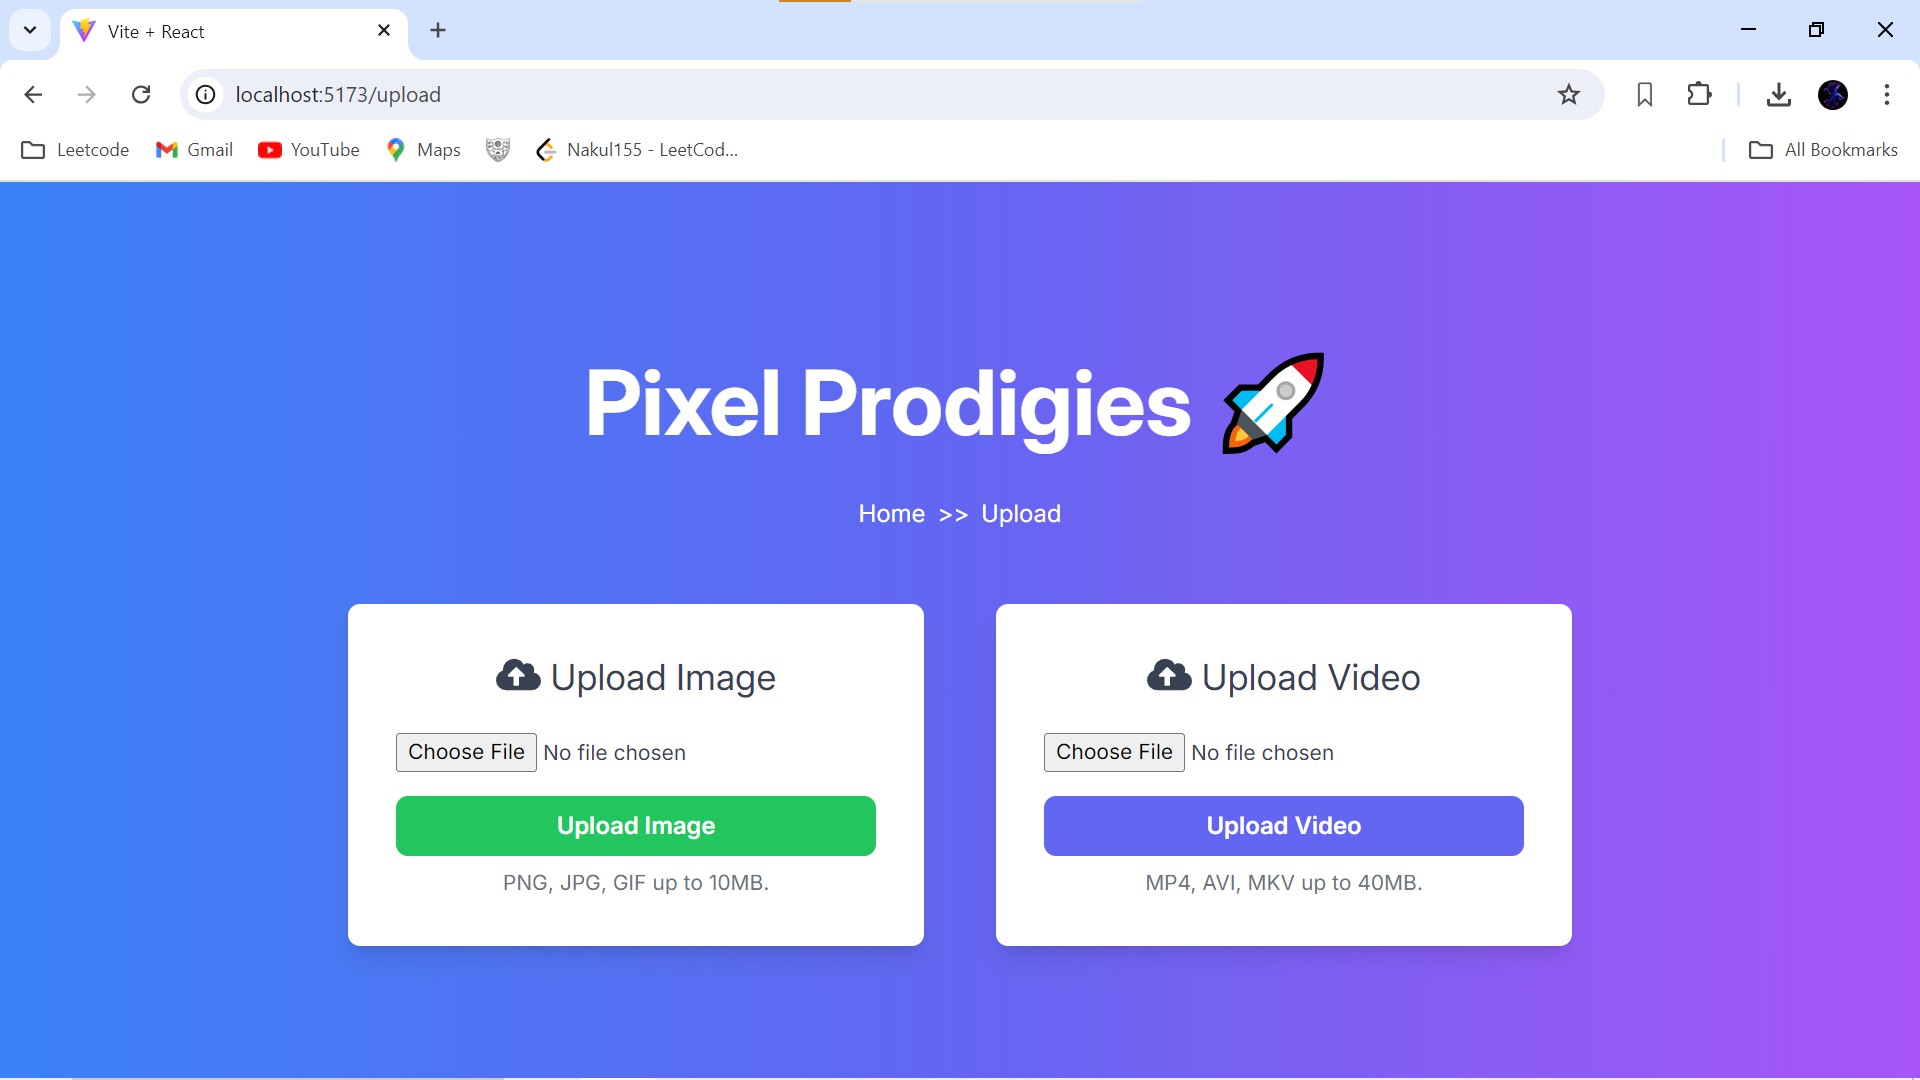 Vite + React
localhost:5173/upload
Leetcode
Gmail
YouTube
Maps
Nakul155 - LeetCod...
All Bookmarks
Pixel Prodigies
Home >> Upload
Upload Image
Choose File No file chosen
Upload Image
PNG, JPG, GIF up to 10MB.
Upload Video
Choose File No file chosen
Upload Video
MP4, AVI, MKV up to 40MB.